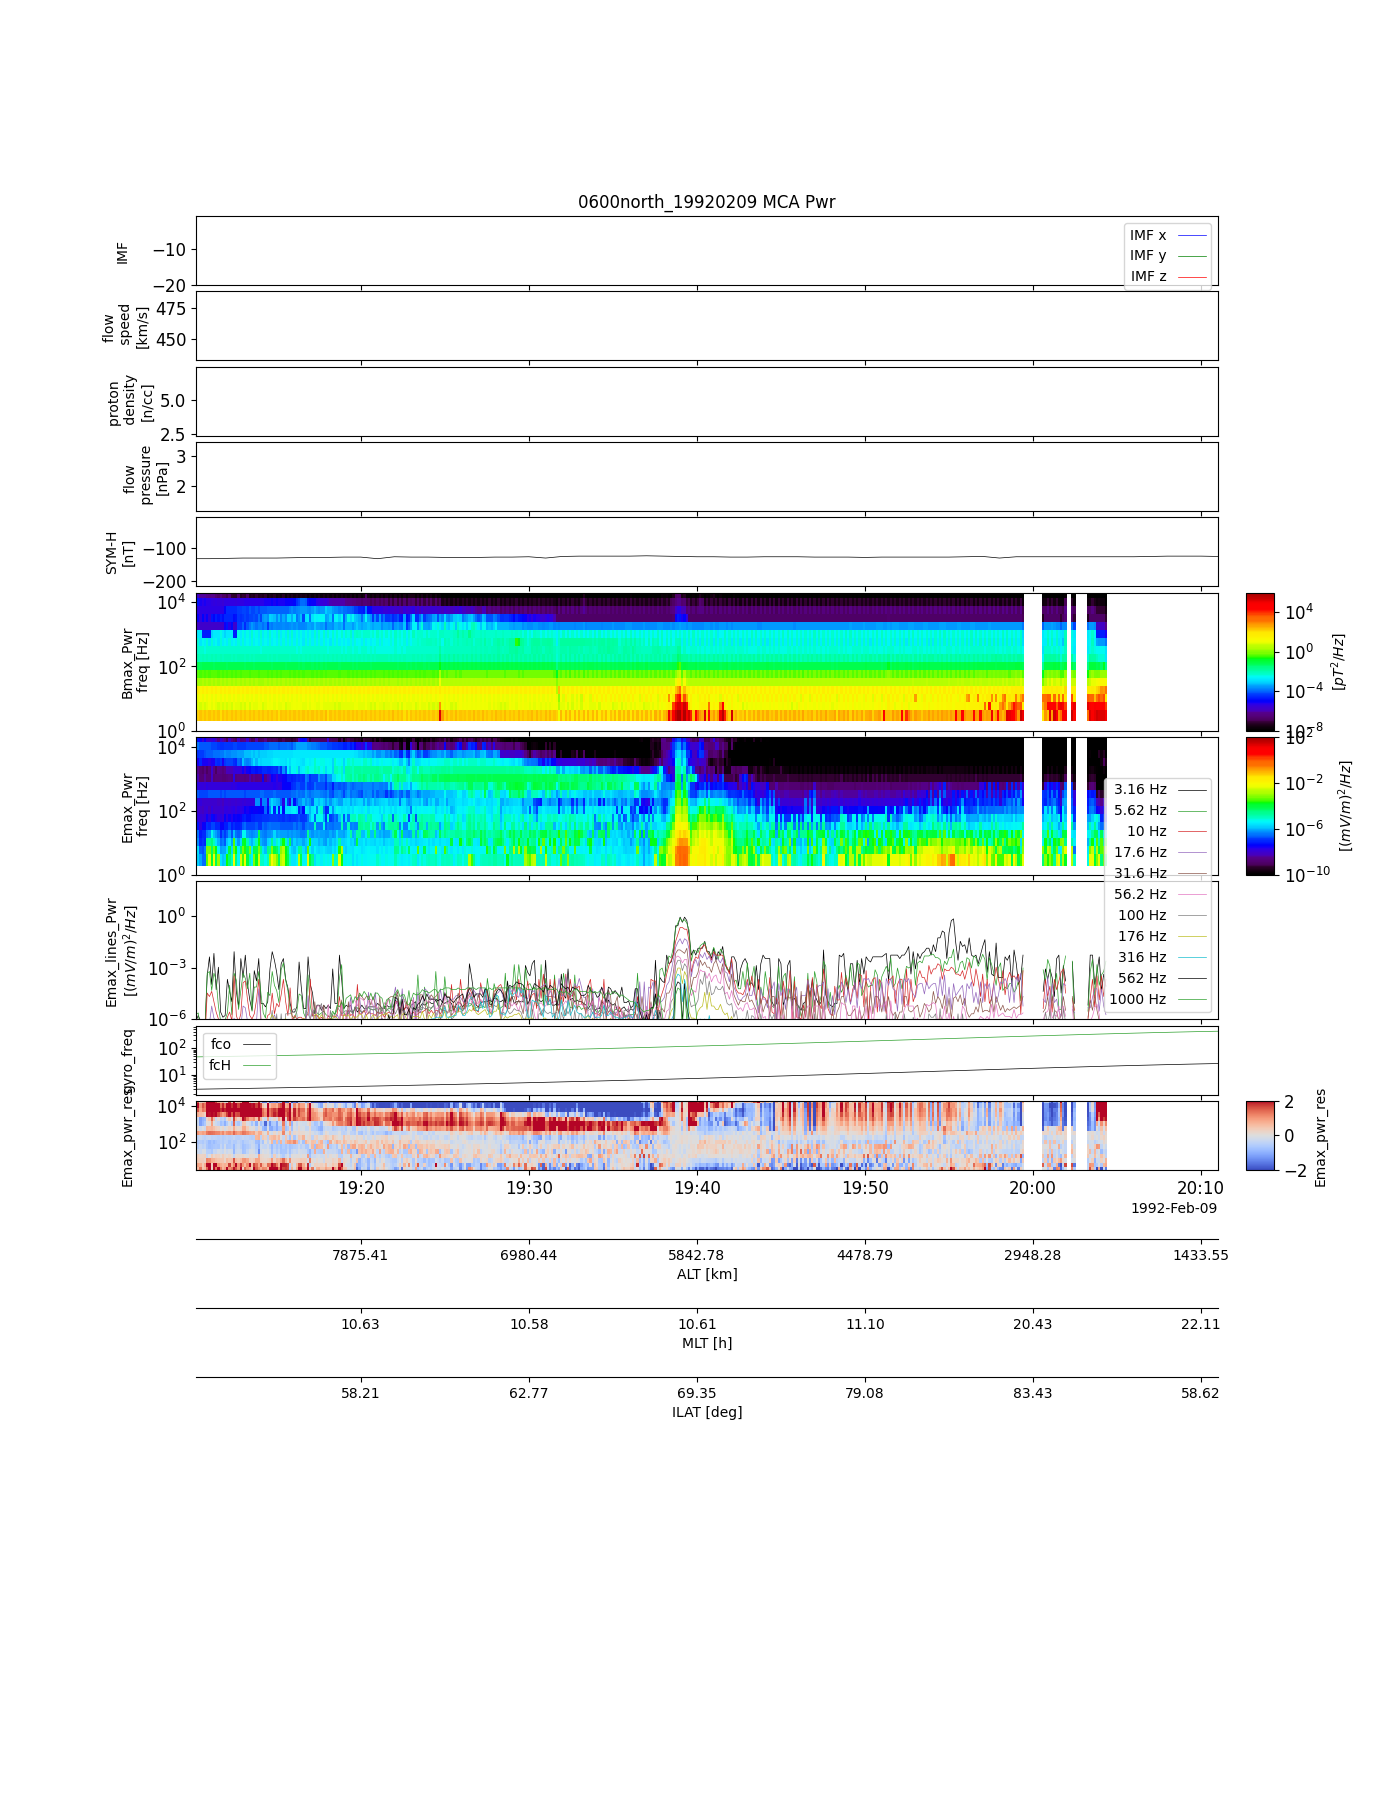 0600north_19920209 MCA Pwr
IMF
−10
−20
IMF x
IMF y
IMF z
flow
speed
[km/s]
475
450
proton
density
[n/cc]
5.0
2.5
flow
pressure
[nPa]
3
2
SYM-H
[nT]
−100
−200
Bmax_Pwr
freq [Hz]
10^4
10^2
10^0
10^4
10^0
10^−4
10^−8
[pT^2/Hz]
Emax_Pwr
freq [Hz]
10^4
10^2
10^0
10^2
10^−2
10^−6
10^−10
[(mV/m)^2/Hz]
3.16 Hz
5.62 Hz
10 Hz
17.6 Hz
31.6 Hz
56.2 Hz
100 Hz
176 Hz
316 Hz
562 Hz
1000 Hz
Emax_lines_Pwr
[(mV/m)^2/Hz]
10^0
10^−3
10^−6
gyro_freq
10^2
10^1
fco
fcH
Emax_pwr_res
10^4
10^2
2
0
−2
Emax_pwr_res
19:20 19:30 19:40 19:50 20:00 20:10
1992-Feb-09
7875.41 6980.44 5842.78 4478.79 2948.28 1433.55
ALT [km]
10.63 10.58 10.61 11.10 20.43 22.11
MLT [h]
58.21 62.77 69.35 79.08 83.43 58.62
ILAT [deg]